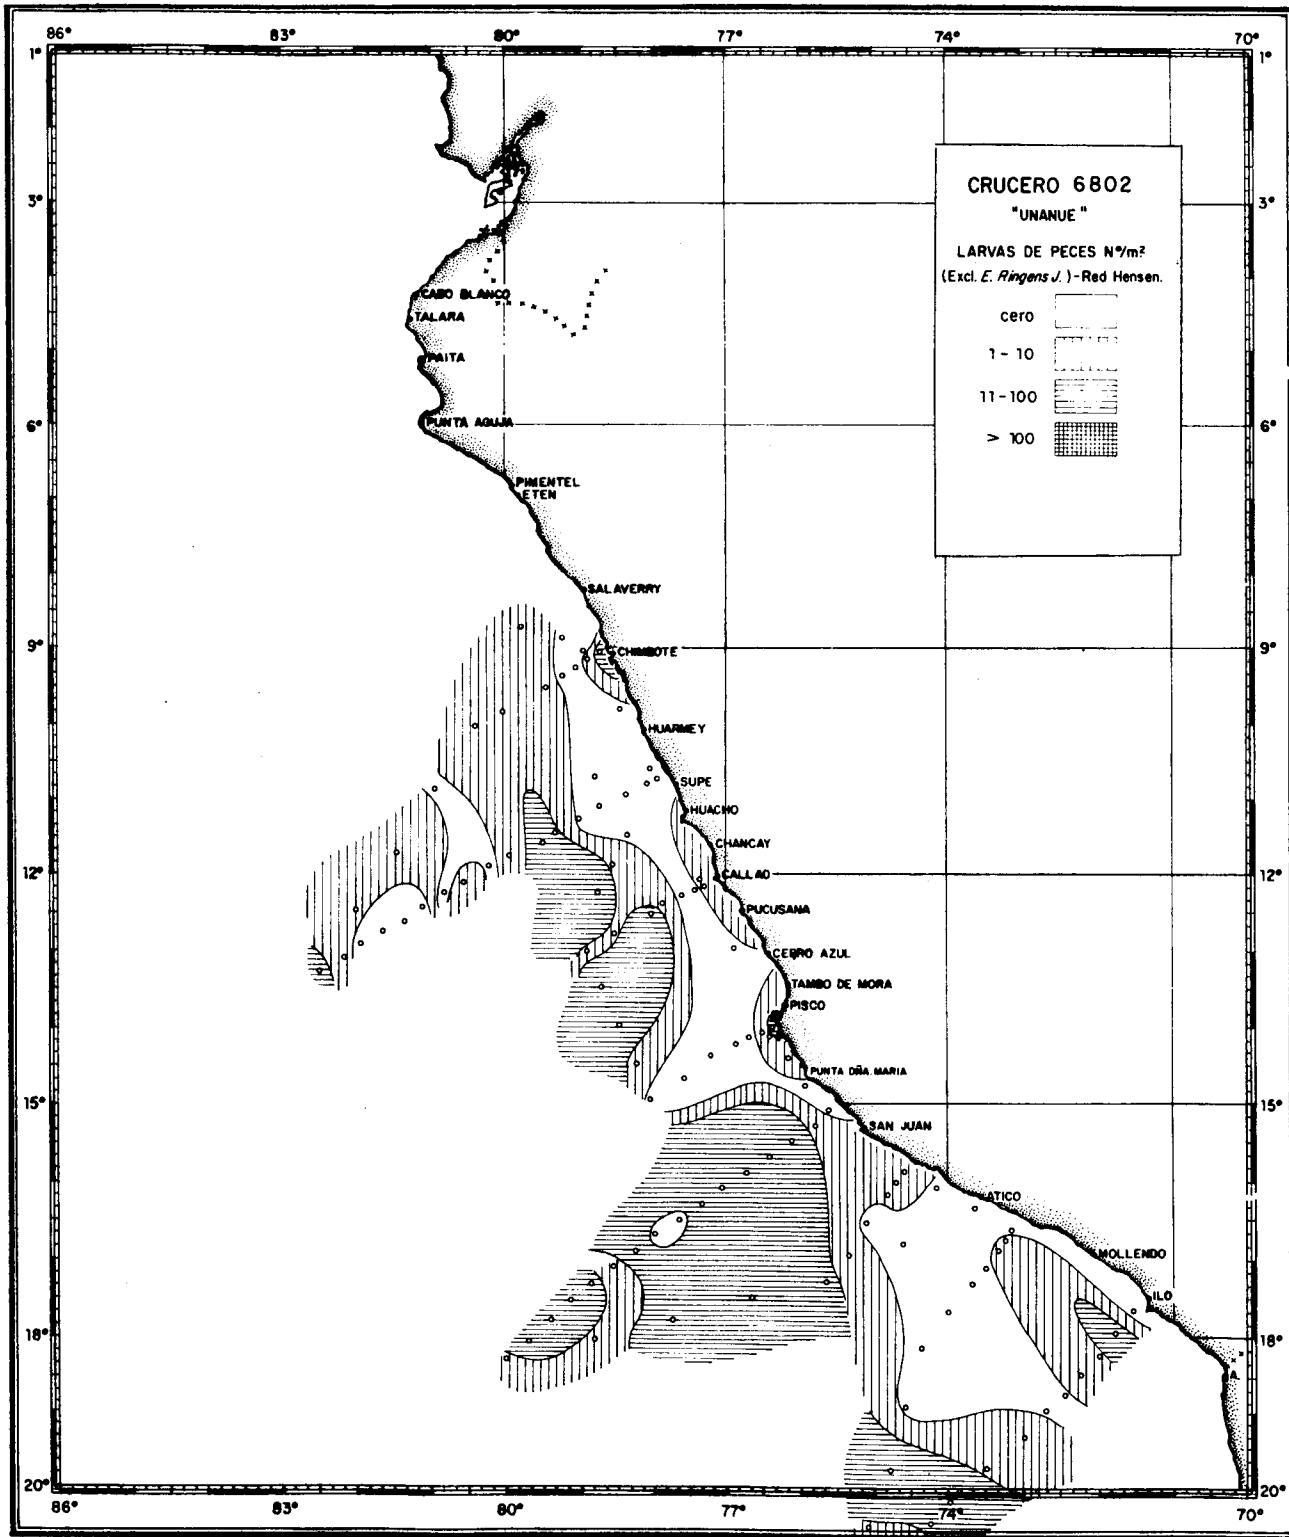 86° 83° 80° 77° 74° 70°
1° 1°
CRUCERO 6802
"UNANUE"
LARVAS DE PECES Nº/m²
(Excl. E. Ringens J.)-Red Hensen.
cero
1-10
11-100
> 100
3° 3°
CABO BLANCO
TALARA
PAITA
PUNTA AGUJA
6° 6°
PIMENTEL
ETEN
SALAVERRY
9° 9°
CHIMBOTE
HUARMEY
SUPE
HUACHO
CHANCAY
12° 12°
CALLAO
PUCUSANA
CERRO AZUL
TAMBO DE MORA
PISCO
PUNTA DÑA. MARIA
15° 15°
SAN JUAN
ATICO
MOLLENDO
ILO
18° 18°
A.
20° 20°
86° 83° 80° 77° 74° 70°